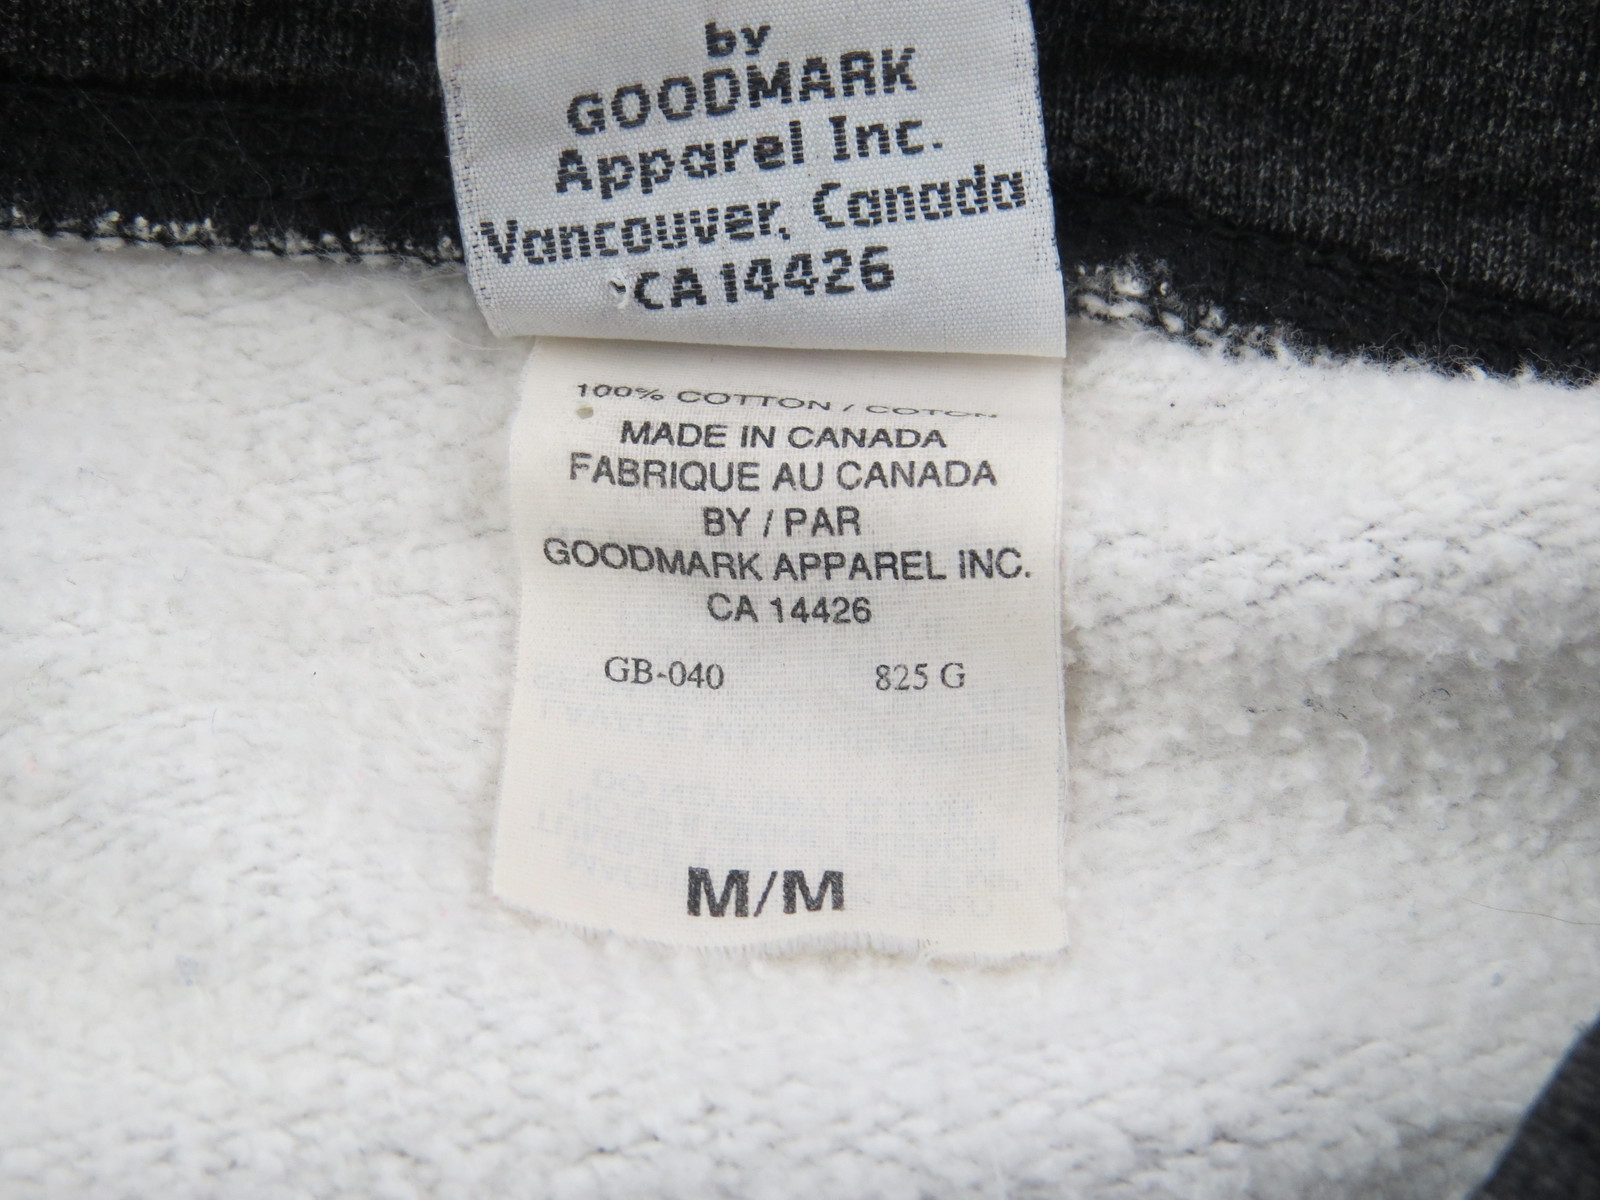 by
GOODMARK
Apparel Inc.
Vancouver, Canada
CA 14426
100% COTTON / COTON
MADE IN CANADA
FABRIQUE AU CANADA
BY / PAR
GOODMARK APPAREL INC.
CA 14426
GB-040 825 G
M/M